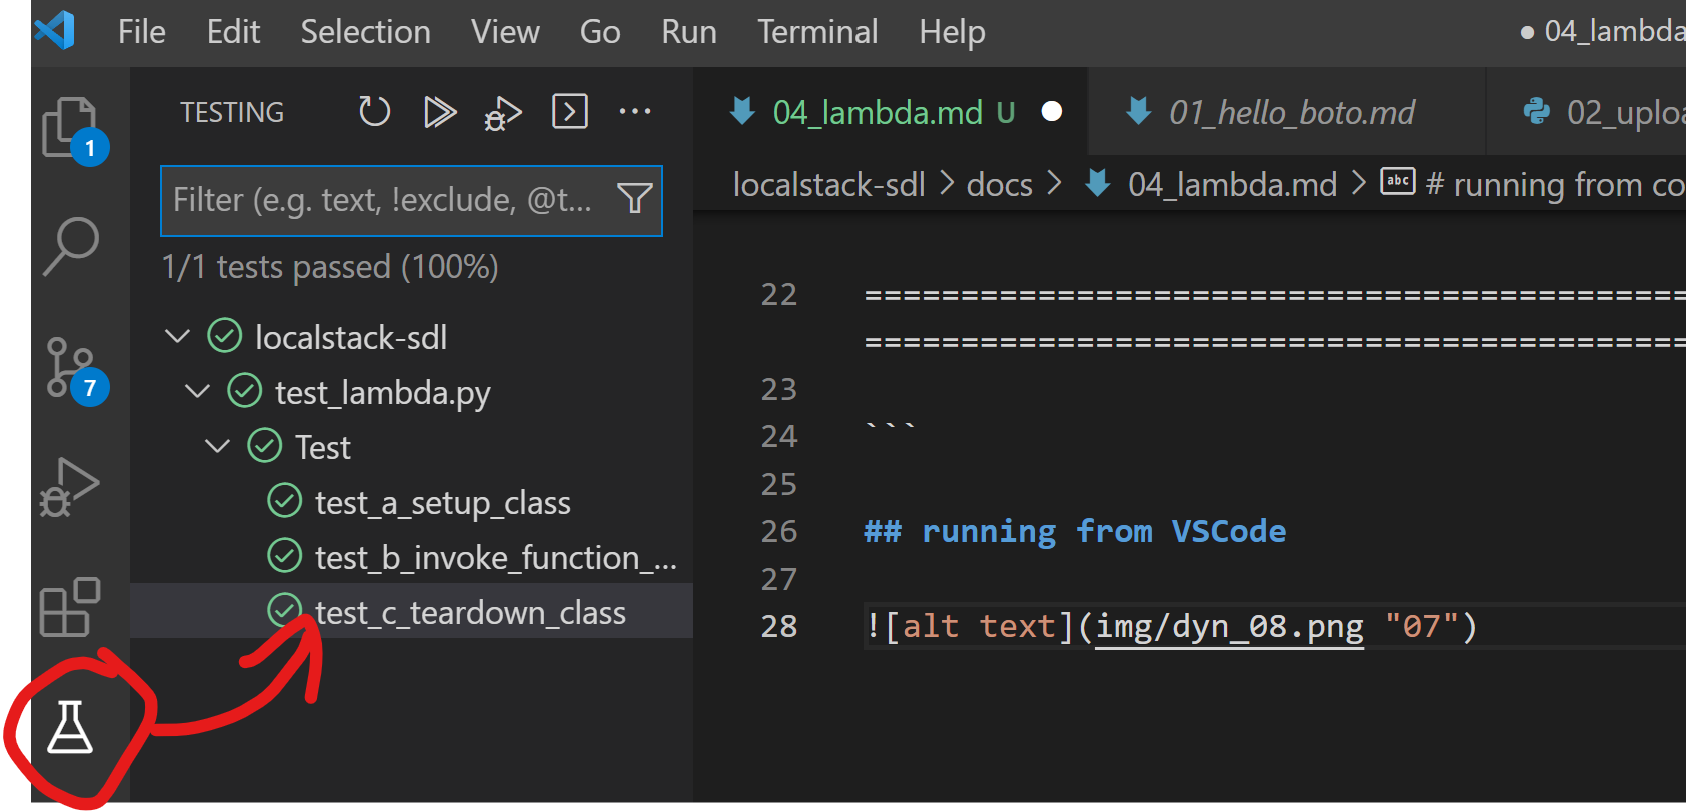 File Edit Selection View Go Run Terminal Help ● 04_lambda
TESTING
04_lambda.md U ● 01_hello_boto.md 02_uploa
localstack-sdl > docs > 04_lambda.md > abc # running from co
1
Filter (e.g. text, !exclude, @t...
1/1 tests passed (100%)
7
localstack-sdl
test_lambda.py
Test
test_a_setup_class
test_b_invoke_function_...
test_c_teardown_class
22 ===========================================
===========================================
23
24 ```
25
26 ## running from VSCode
27
28 ![alt text](img/dyn_08.png "07")